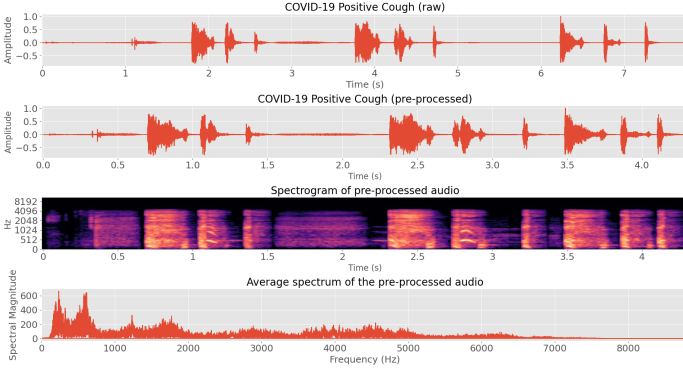 COVID-19 Positive Cough (raw)
Amplitude
1.0
0.5
0.0
−0.5
0 1 2 3 4 5 6 7
Time (s)
COVID-19 Positive Cough (pre-processed)
Amplitude
1.0
0.5
0.0
−0.5
0.0 0.5 1.0 1.5 2.0 2.5 3.0 3.5 4.0
Time (s)
Spectrogram of pre-processed audio
Hz
8192
4096
2048
1024
512
0
0 0.5 1 1.5 2 2.5 3 3.5 4
Time (s)
Average spectrum of the pre-processed audio
Spectral Magnitude
600
400
200
0
0 1000 2000 3000 4000 5000 6000 7000 8000
Frequency (Hz)